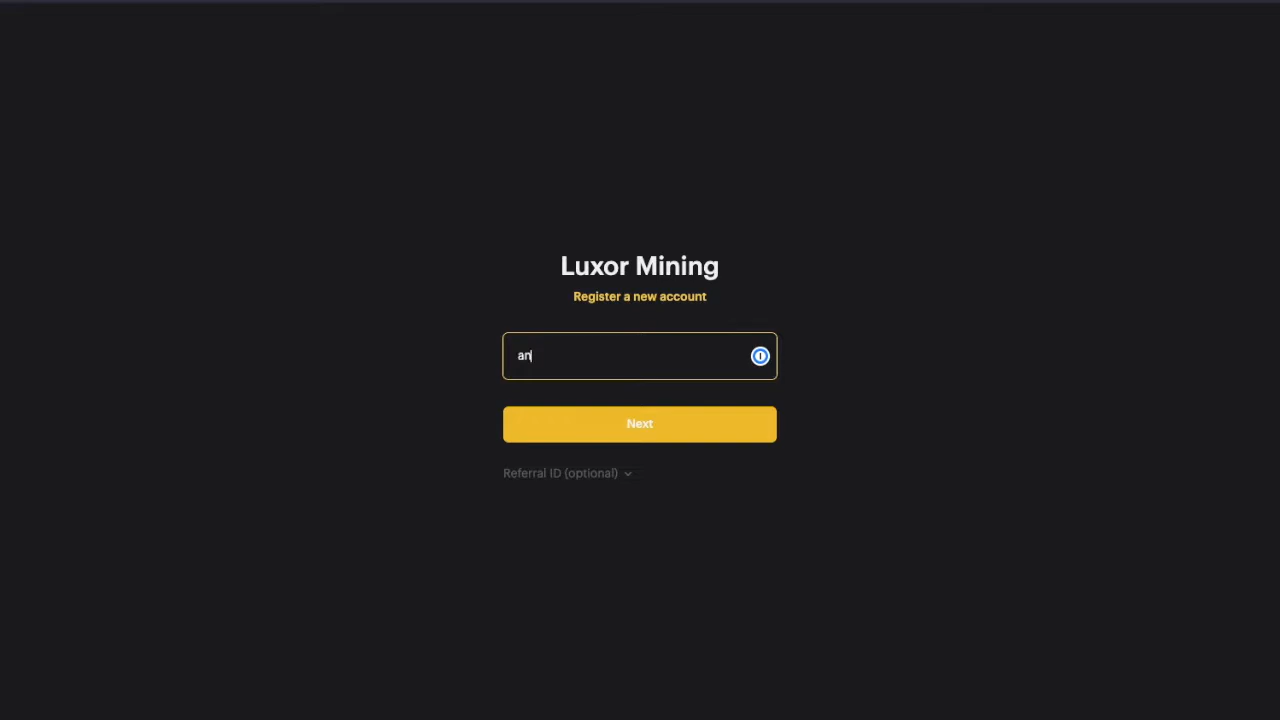 Luxor Mining
Register a new account
an
Next
Referral ID (optional)